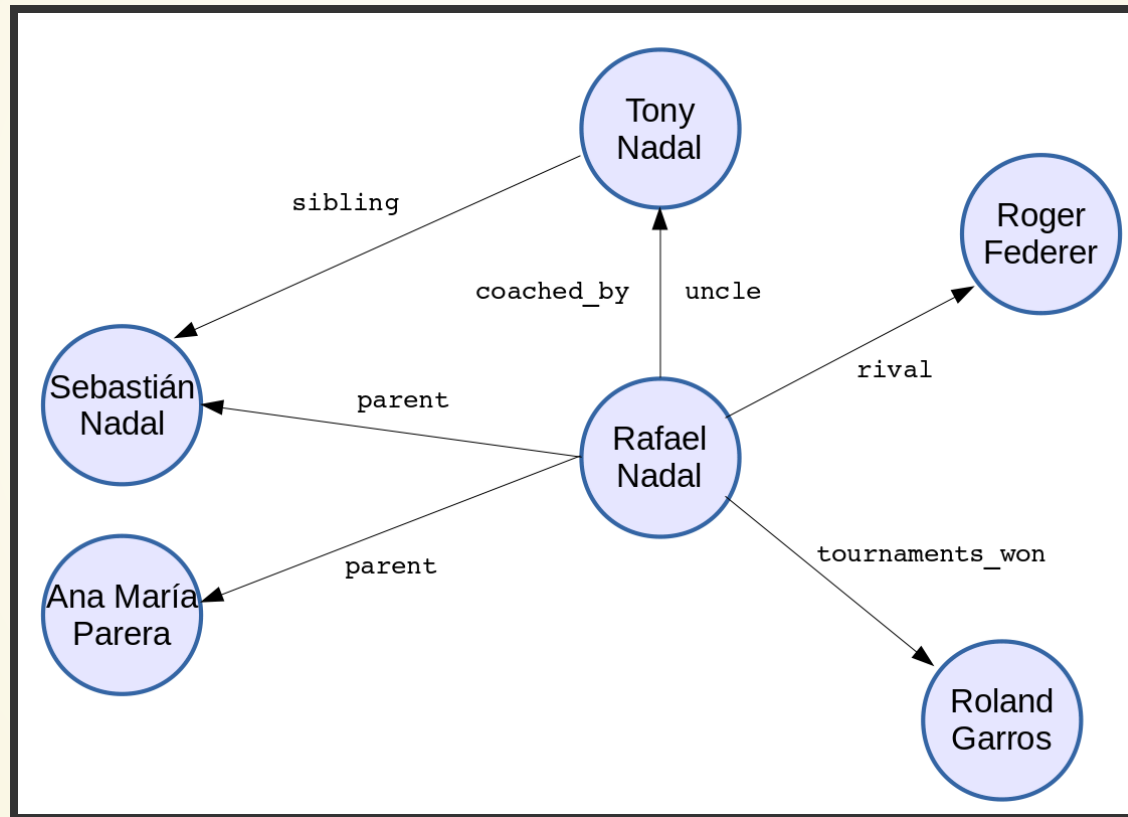 Tony
Nadal
Roger
Federer
sibling
coached_by
uncle
Sebastián
Nadal
parent
rival
Rafael
Nadal
tournaments_won
parent
Ana María
Parera
Roland
Garros